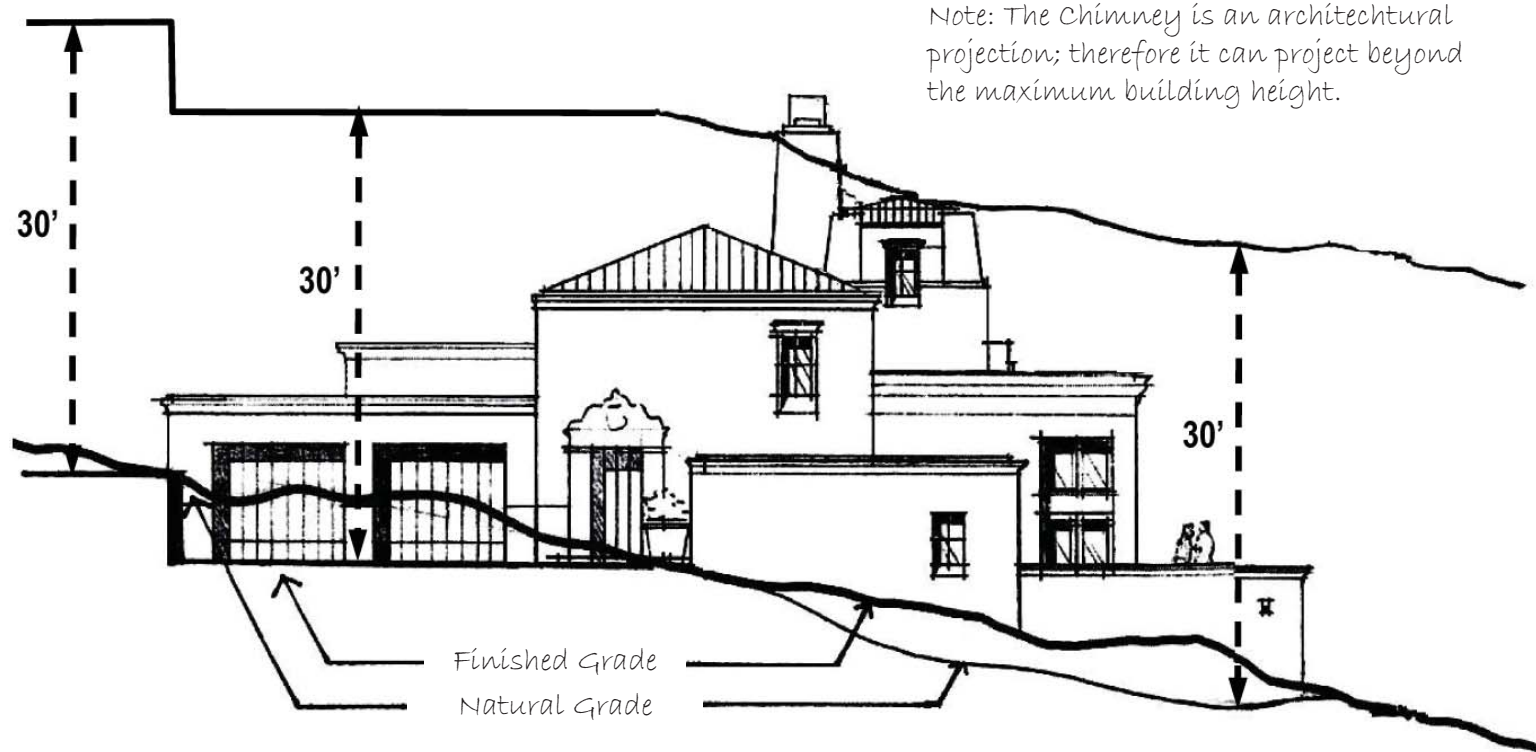 Note: The Chimney is an architechtural
projection; therefore it can project beyond
the maximum building height.
30’
30’
30’
Finished Grade
Natural Grade